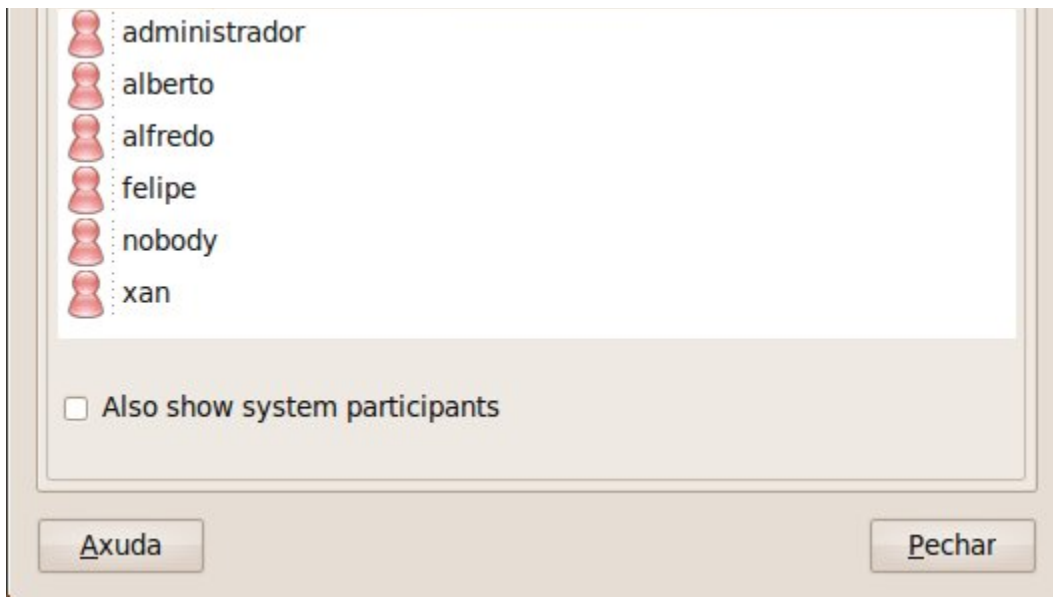 administrador
alberto
alfredo
felipe
nobody
xan
Also show system participants
Axuda
Pechar